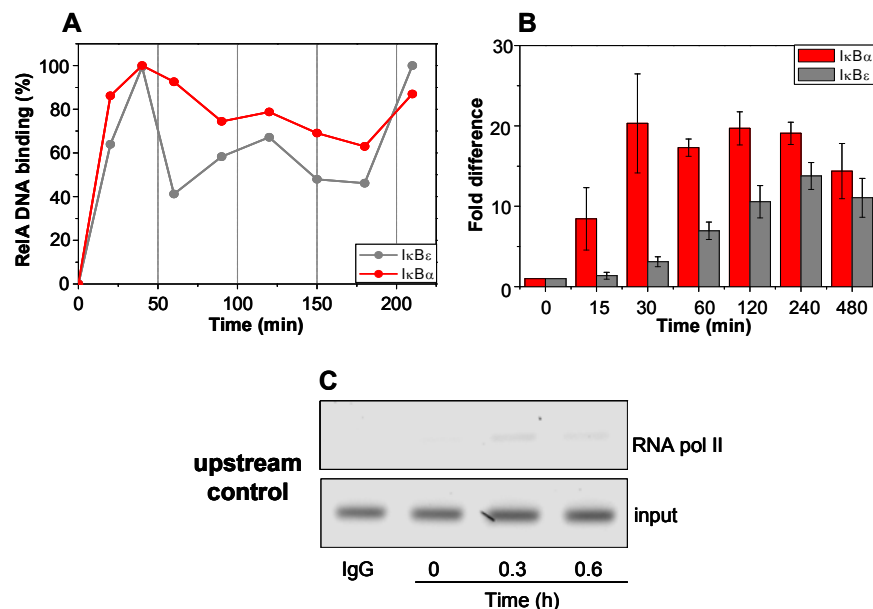 A
RelA DNA binding (%)
100
80
60
40
20
0
0 50 100 150 200
Time (min)
IκBε
IκBα
B
Fold difference
30
20
10
0
0 15 30 60 120 240 480
Time (min)
IκBα
IκBε
C
upstream
control
RNA pol II
input
IgG 0 0.3 0.6
Time (h)